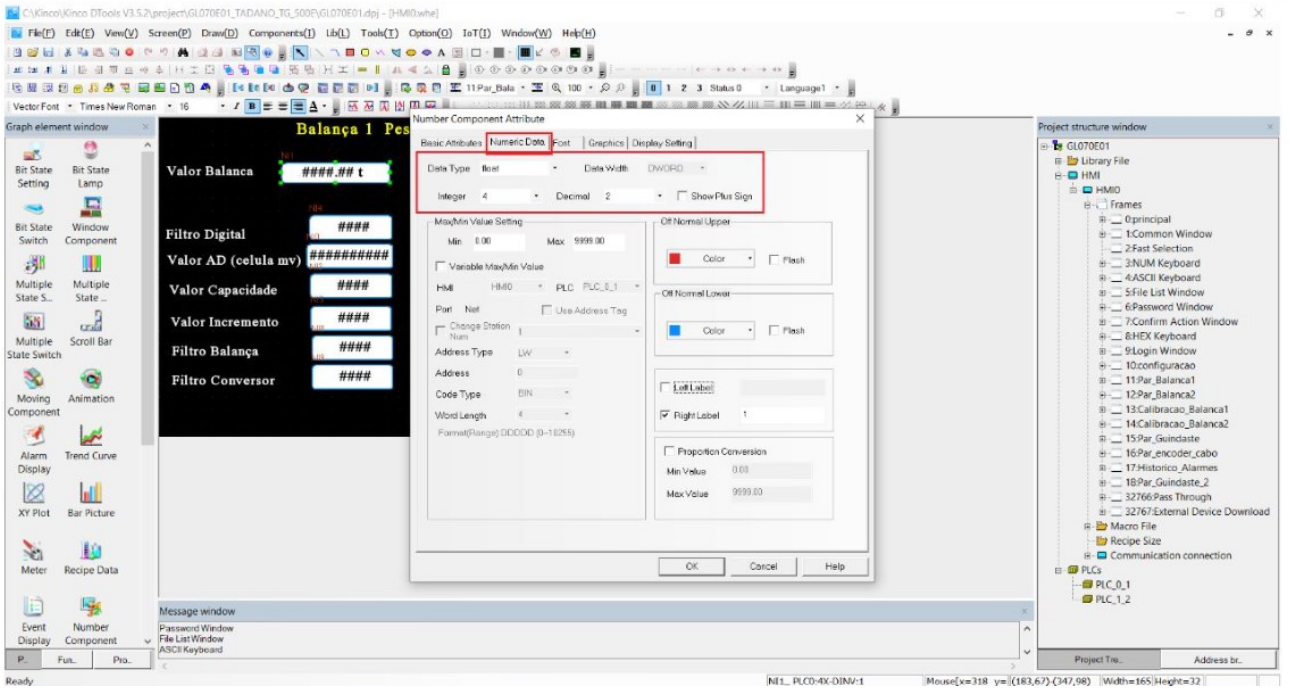 C:\Kinco\Kinco DTools V3.5.2\project\GL070E01_TADANO_TG_500E\GL070E01.dpj - [HMI0.whe]
File(F) Edit(E) View(V) Screen(P) Draw(D) Components(I) Lib(L) Tools(T) Option(O) IoT(I) Window(W) Help(H)
11:Par_Bala 100 0 1 2 3 Status 0 Language1
Vector Font Times New Roman 16
Graph element window
Bit State Setting
Bit State Lamp
Bit State Switch
Window Component
Multiple State S...
Multiple State ...
Multiple State Switch
Scroll Bar
Moving Component
Animation
Alarm Display
Trend Curve
XY Plot
Bar Picture
Meter
Recipe Data
Event Display
Number Component
P.. Fun.. Pro..
Balança 1 Pes
Valor Balanca ####.## t
Filtro Digital ####
Valor AD (celula mv) ##########
Valor Capacidade ####
Valor Incremento ####
Filtro Balança ####
Filtro Conversor ####
Number Component Attribute
Basic Attributes Numeric Data Font Graphics Display Setting
Data Type float Data Width DWORD
Integer 4 Decimal 2 Show Plus Sign
Max/Min Value Setting
Min 0.00 Max 9999.00
Variable Max/Min Value
HMI HMI0 PLC PLC_0_1
Port Net Use Address Tag
Change Station Num 1
Address Type LW
Address 0
Code Type BIN
Word Length 4
Format(Range):DDDDD (0~10255)
Off Normal Upper
Color Flash
Off Normal Lower
Color Flash
Left Label
Right Label
Proportion Conversion
Min Value 0.00
Max Value 9999.00
OK Cancel Help
Project structure window
GL070E01
Library File
HMI
HMI0
Frames
0:principal
1:Common Window
2:Fast Selection
3:NUM Keyboard
4:ASCII Keyboard
5:File List Window
6:Password Window
7:Confirm Action Window
8:HEX Keyboard
9:Login Window
10:configuracao
11:Par_Balanca1
12:Par_Balanca2
13:Calibracao_Balanca1
14:Calibracao_Balanca2
15:Par_Guindaste
16:Par_encoder_cabo
17:Historico_Alarmes
18:Par_Guindaste_2
32766:Pass Through
32767:External Device Download
Macro File
Recipe Size
Communication connection
PLCs
PLC_0_1
PLC_1_2
Project Tre.. Address br..
Message window
Password Window
File List Window
ASCII Keyboard
Ready NI1_ PLC0:4X-DINV:1 Mouse[x=318 y= (183,67)-(347,98) Width=165 Height=32